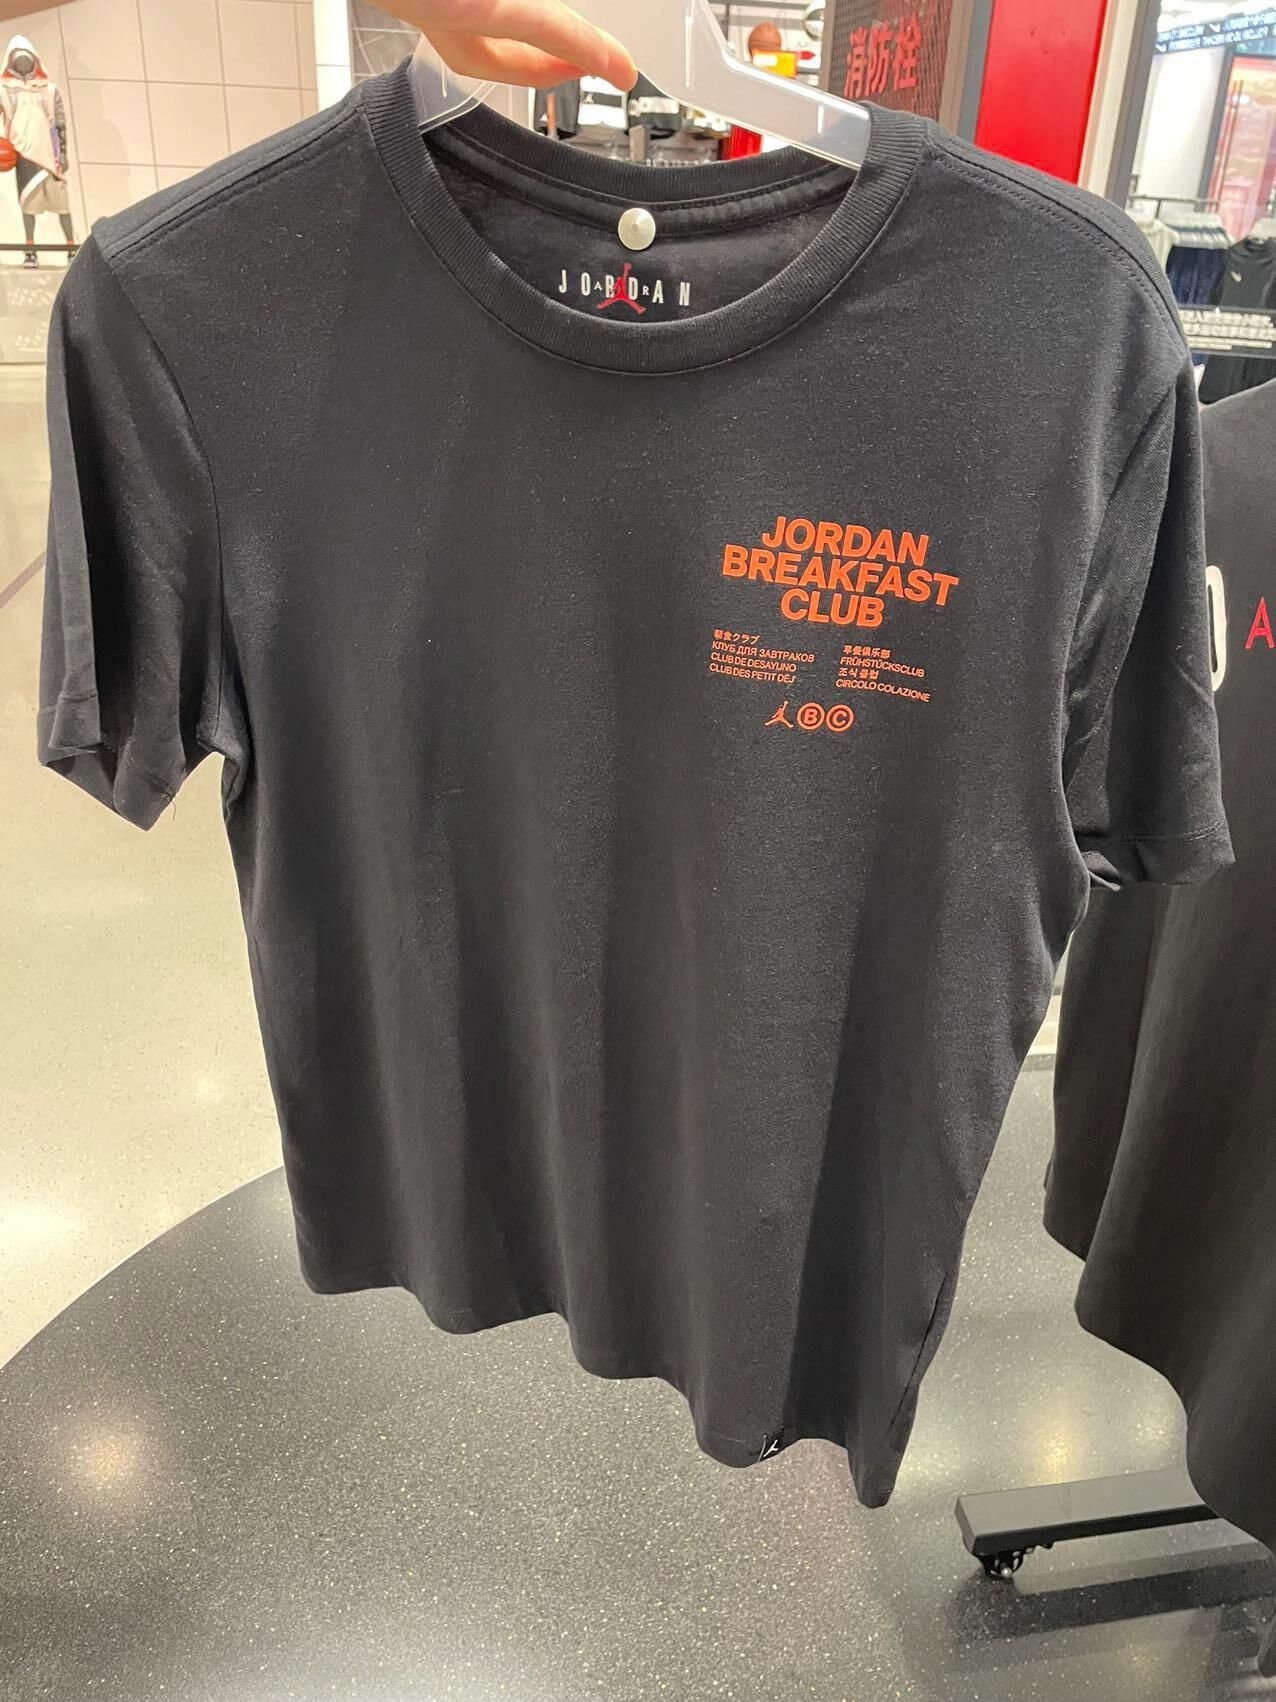 消防栓
JORDAN
AIR
JORDAN
BREAKFAST
CLUB
朝食クラブ
КЛУБ ДЛЯ ЗАВТРАКОВ
CLUB DE DESAYUNO
CLUB DES PETIT DÉJ'
早餐俱乐部
FRÜHSTÜCKSCLUB
조식 클럽
CIRCOLO COLAZIONE
B C